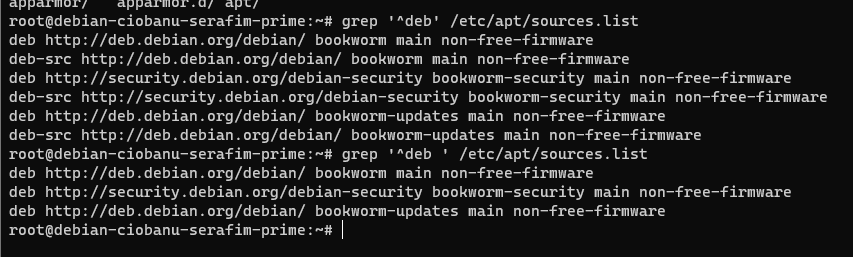 apparmor/   apparmor.d/ apt/
root@debian-ciobanu-serafim-prime:~# grep '^deb' /etc/apt/sources.list
deb http://deb.debian.org/debian/ bookworm main non-free-firmware
deb-src http://deb.debian.org/debian/ bookworm main non-free-firmware
deb http://security.debian.org/debian-security bookworm-security main non-free-firmware
deb-src http://security.debian.org/debian-security bookworm-security main non-free-firmware
deb http://deb.debian.org/debian/ bookworm-updates main non-free-firmware
deb-src http://deb.debian.org/debian/ bookworm-updates main non-free-firmware
root@debian-ciobanu-serafim-prime:~# grep '^deb ' /etc/apt/sources.list
deb http://deb.debian.org/debian/ bookworm main non-free-firmware
deb http://security.debian.org/debian-security bookworm-security main non-free-firmware
deb http://deb.debian.org/debian/ bookworm-updates main non-free-firmware
root@debian-ciobanu-serafim-prime:~#